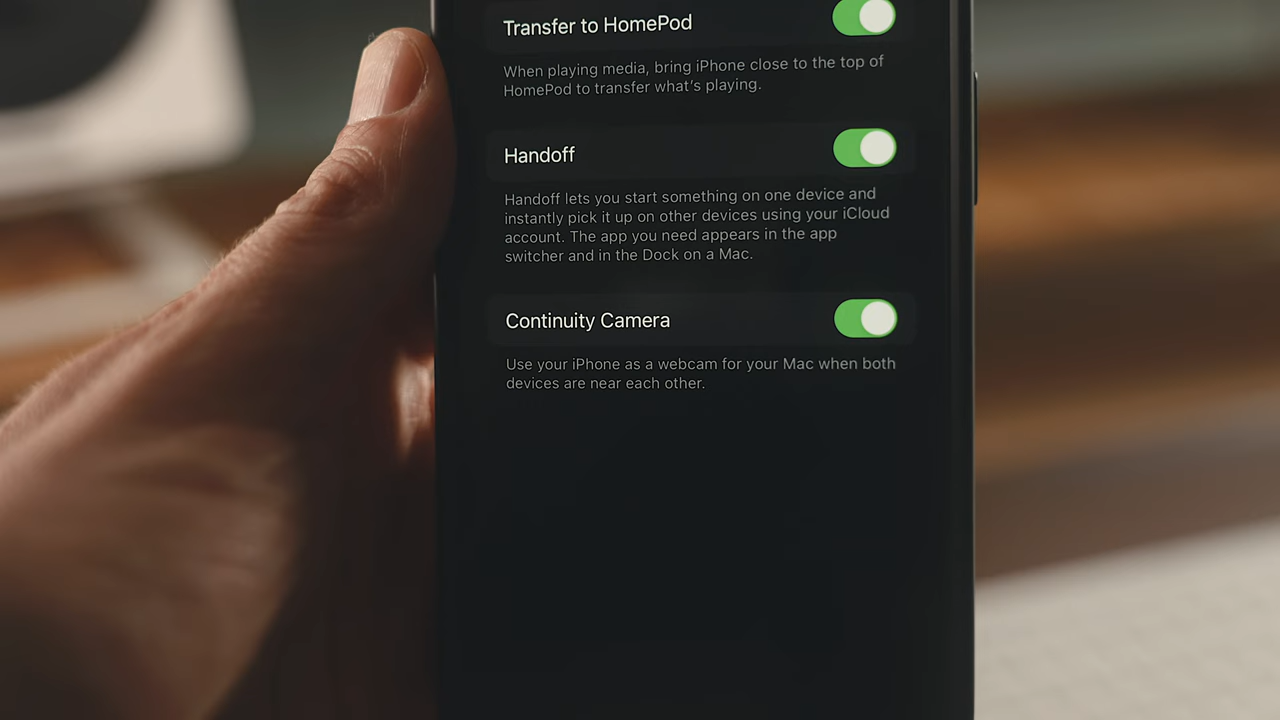 Transfer to HomePod
When playing media, bring iPhone close to the top of
HomePod to transfer what's playing.
Handoff
Handoff lets you start something on one device and
instantly pick it up on other devices using your iCloud
account. The app you need appears in the app
switcher and in the Dock on a Mac.
Continuity Camera
Use your iPhone as a webcam for your Mac when both
devices are near each other.